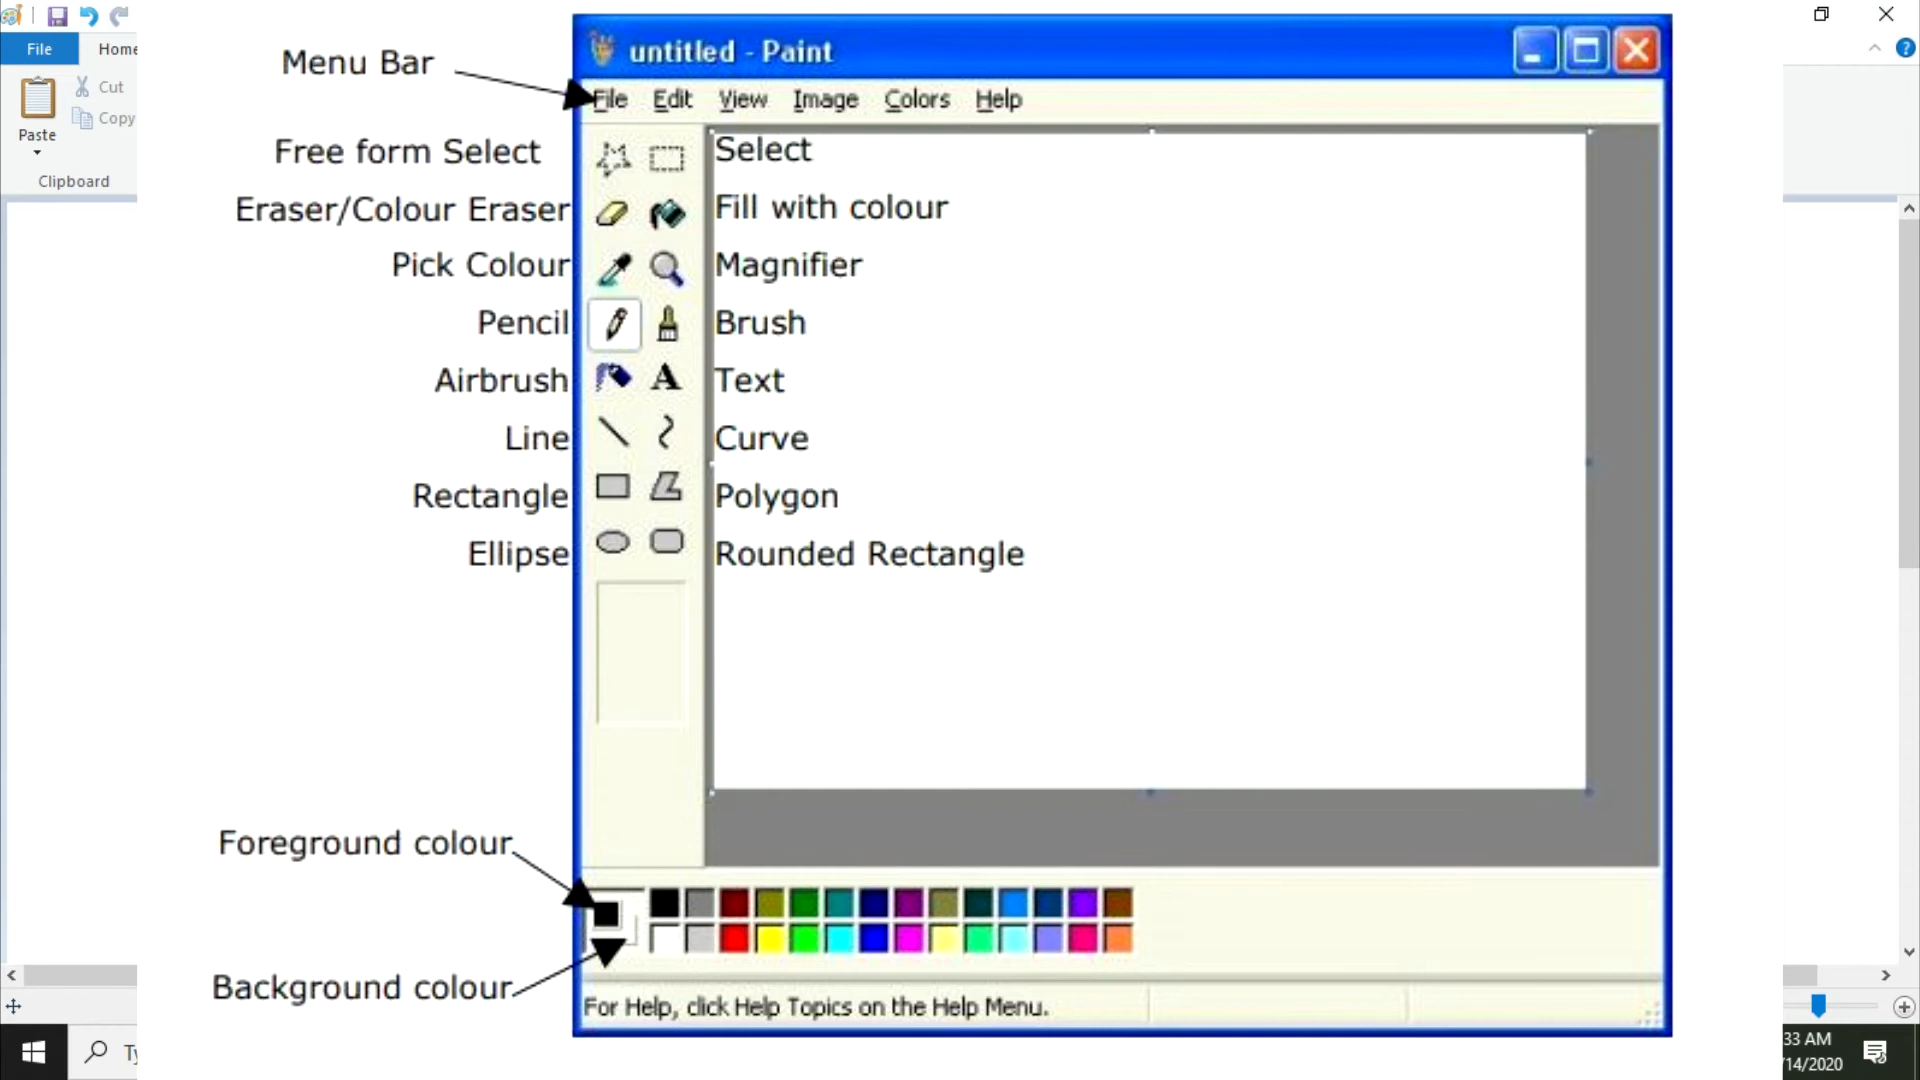 File
Home
Cut
Copy
Paste
Clipboard
untitled - Paint
Menu Bar
File Edit View Image Colors Help
Free form Select
Select
Eraser/Colour Eraser
Fill with colour
Pick Colour
Magnifier
Pencil
Brush
Airbrush
A
Text
Line
Curve
Rectangle
Polygon
Ellipse
Rounded Rectangle
Foreground colour
Background colour
For Help, click Help Topics on the Help Menu.
33 AM
/14/2020